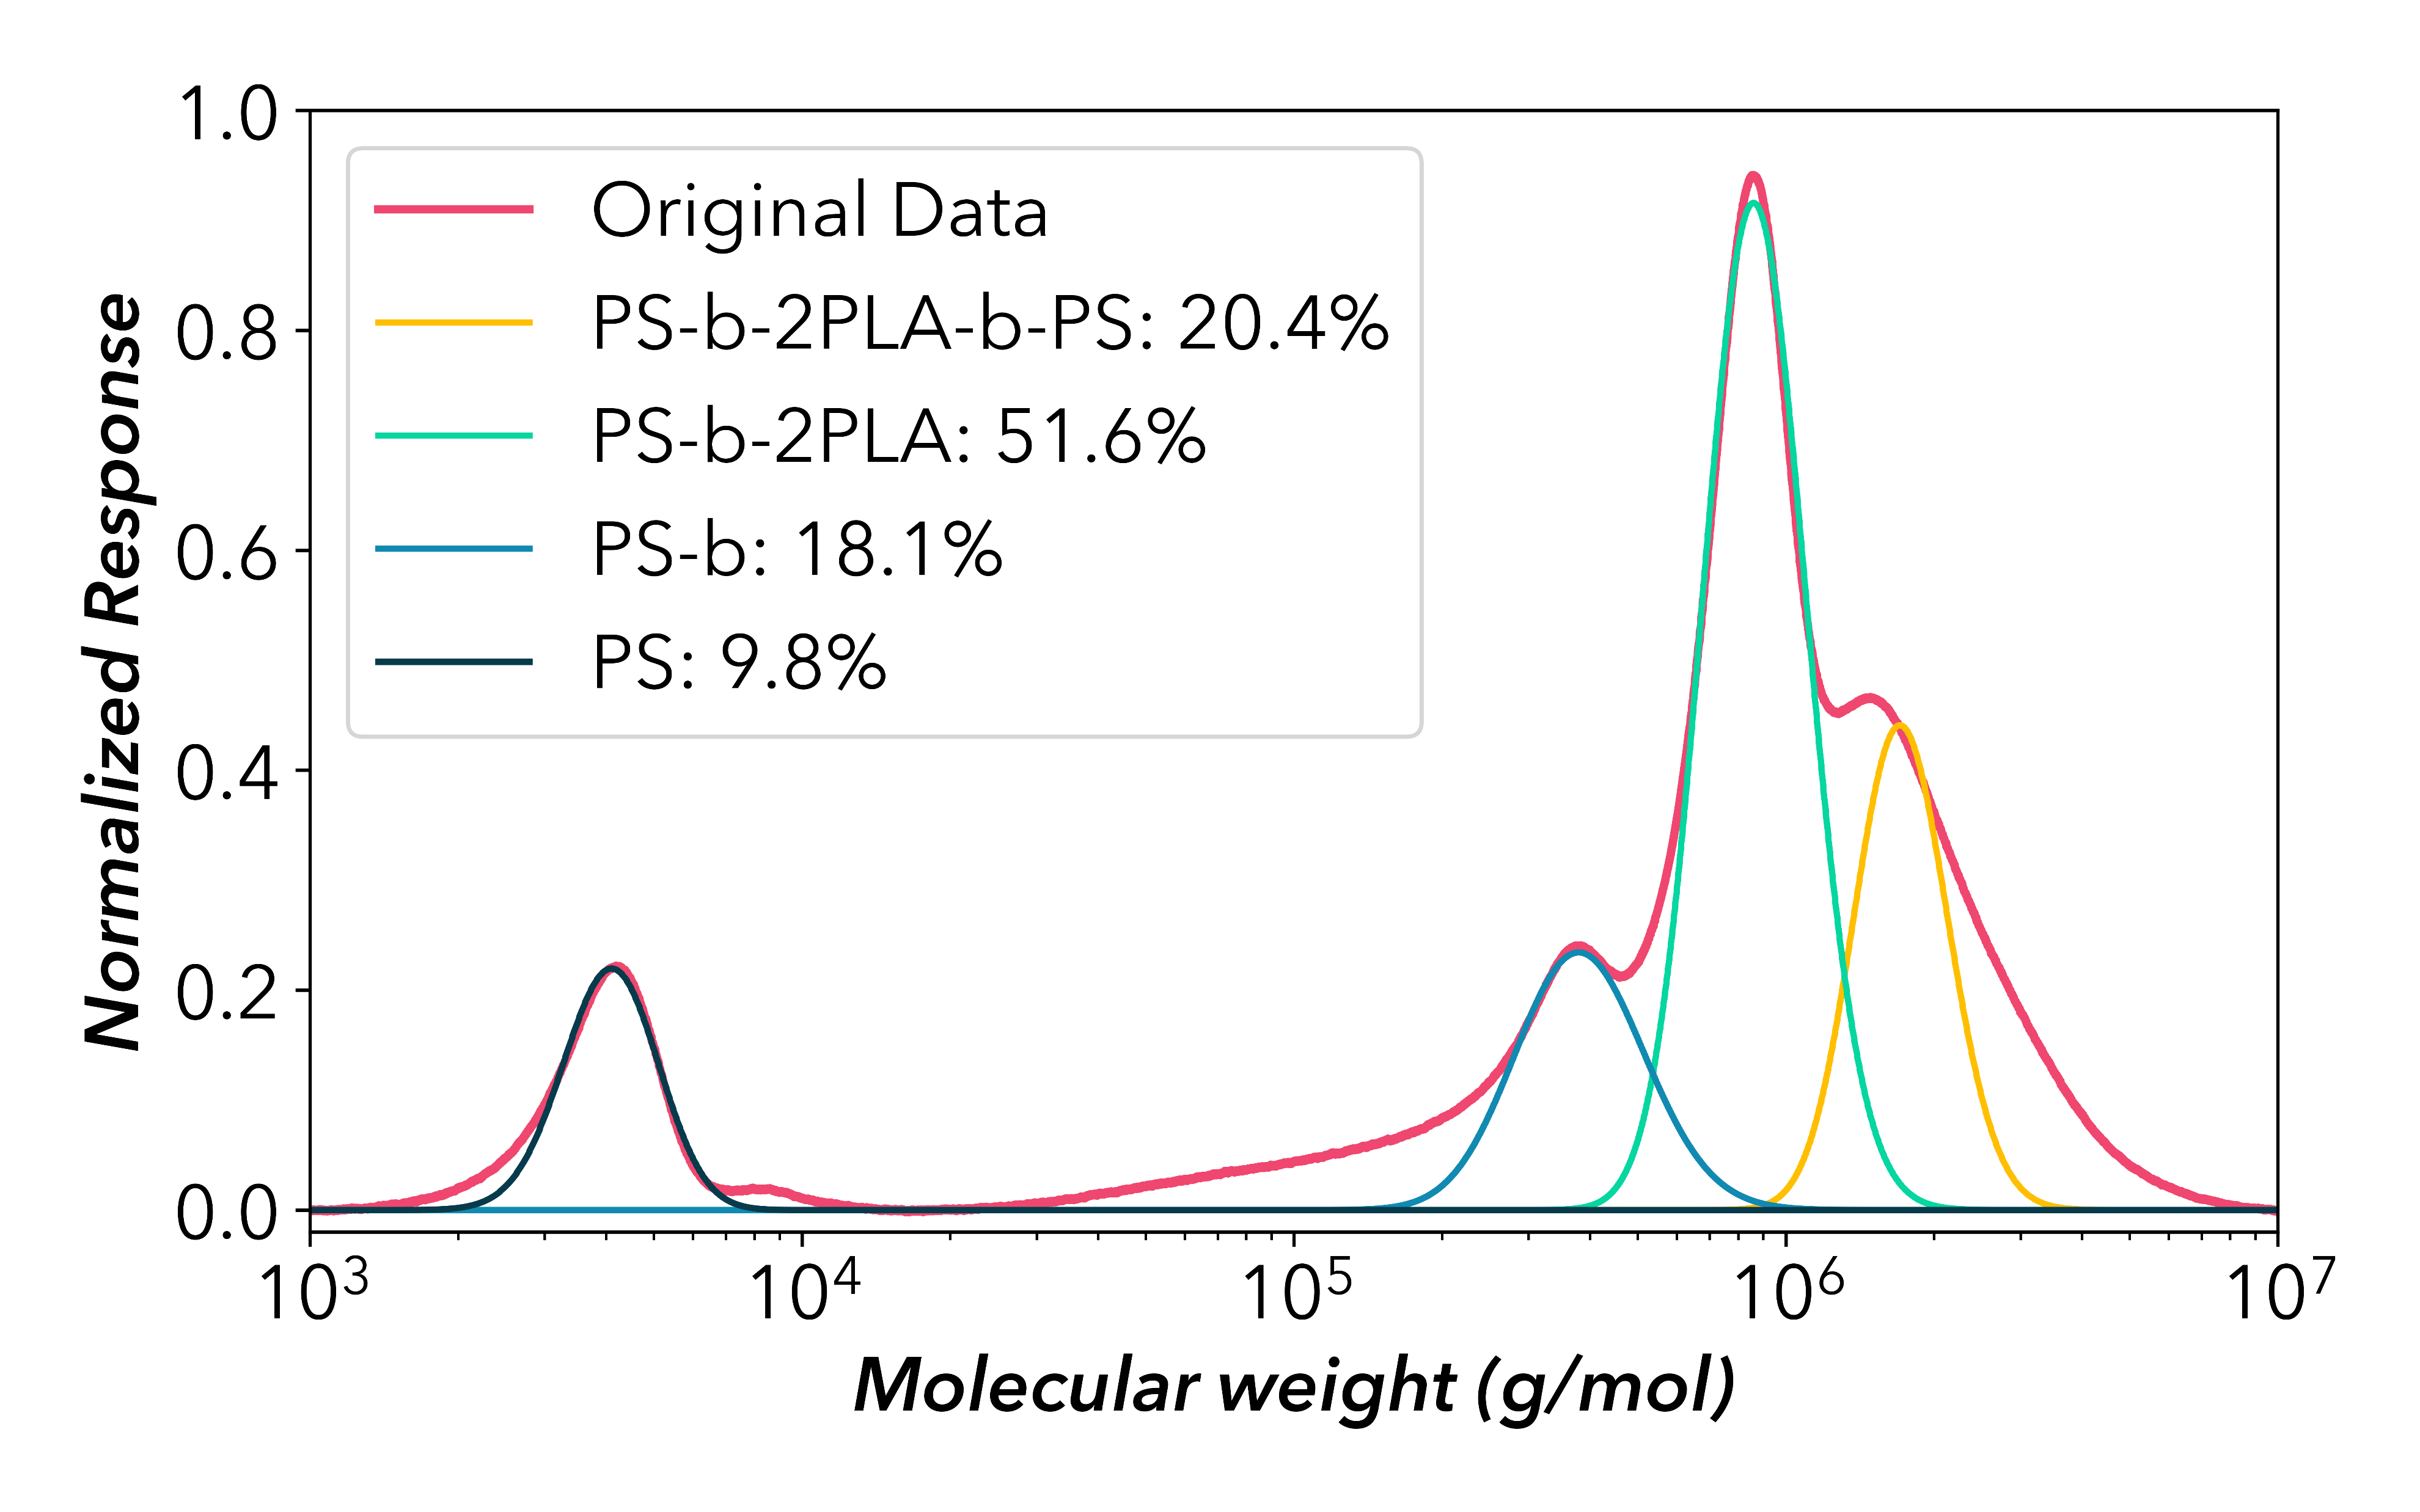 Normalized Response
1.0
0.8
0.6
0.4
0.2
0.0
Original Data
PS-b-2PLA-b-PS: 20.4%
PS-b-2PLA: 51.6%
PS-b: 18.1%
PS: 9.8%
10³ 10⁴ 10⁵ 10⁶ 10⁷
Molecular weight (g/mol)